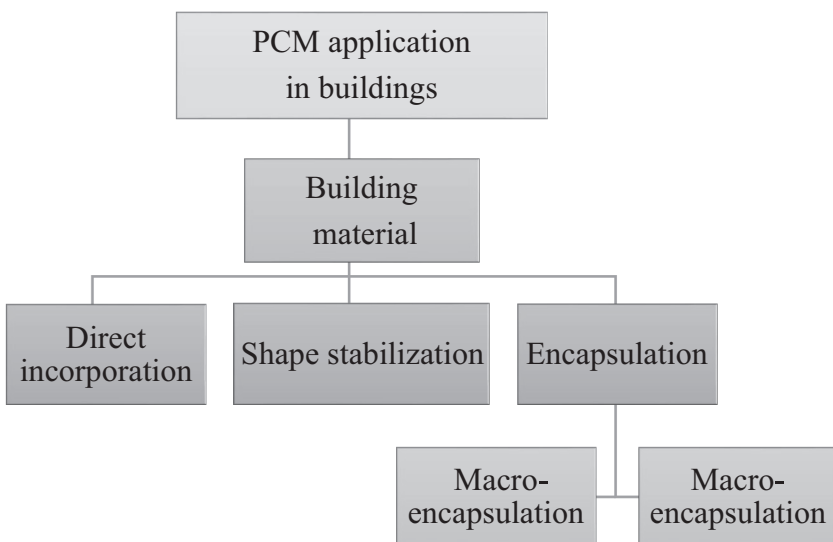 PCM application
in buildings
Building
material
Direct
incorporation
Shape stabilization
Encapsulation
Macro-
encapsulation
Macro-
encapsulation